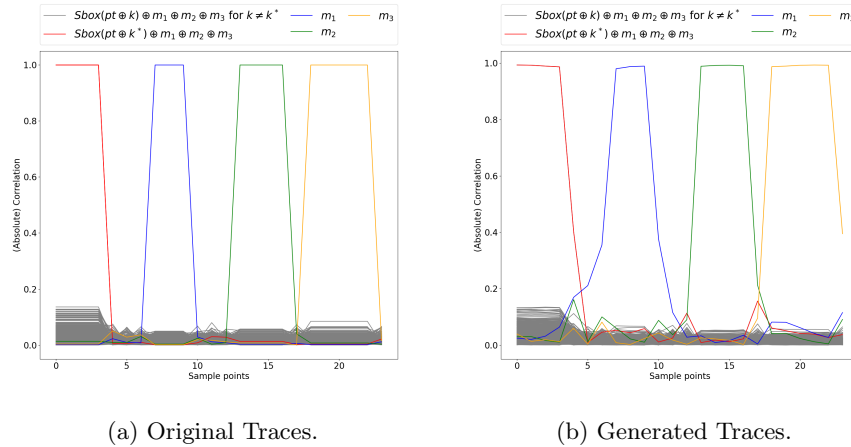 Sbox(pt ⊕ k) ⊕ m₁ ⊕ m₂ ⊕ m₃ for k ≠ k* m₁ m₃
Sbox(pt ⊕ k*) ⊕ m₁ ⊕ m₂ ⊕ m₃ m₂
1.0
0.8
0.6
0.4
0.2
0.0
(Absolute) Correlation
0 5 10 15 20
Sample points
(a) Original Traces.
Sbox(pt ⊕ k) ⊕ m₁ ⊕ m₂ ⊕ m₃ for k ≠ k* m₁
Sbox(pt ⊕ k*) ⊕ m₁ ⊕ m₂ ⊕ m₃ m₂
1.0
0.8
0.6
0.4
0.2
0.0
(Absolute) Correlation
0 5 10 15 20
Sample points
(b) Generated Traces.